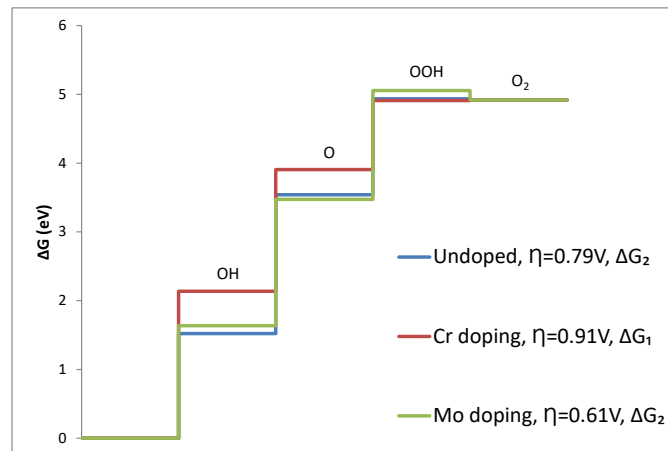 6
5
4
3
2
1
0
ΔG (eV)
OH
O
OOH
O₂
Undoped, Ƞ=0.79V, ΔG₂
Cr doping, Ƞ=0.91V, ΔG₁
Mo doping, Ƞ=0.61V, ΔG₂